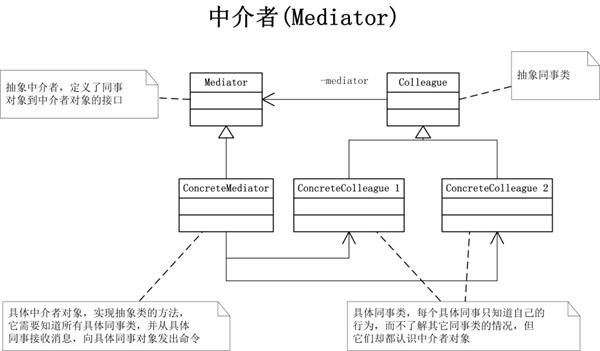 中介者(Mediator)
抽象中介者，定义了同事
对象到中介者对象的接口
Mediator
-mediator
Colleague
抽象同事类
ConcreteMediator
ConcreteColleague 1
ConcreteColleague 2
具体中介者对象，实现抽象类的方法，
它需要知道所有具体同事类，并从具体
同事接收消息，向具体同事对象发出命令
具体同事类，每个具体同事只知道自己的
行为，而不了解其它同事类的情况，但
它们却都认识中介者对象